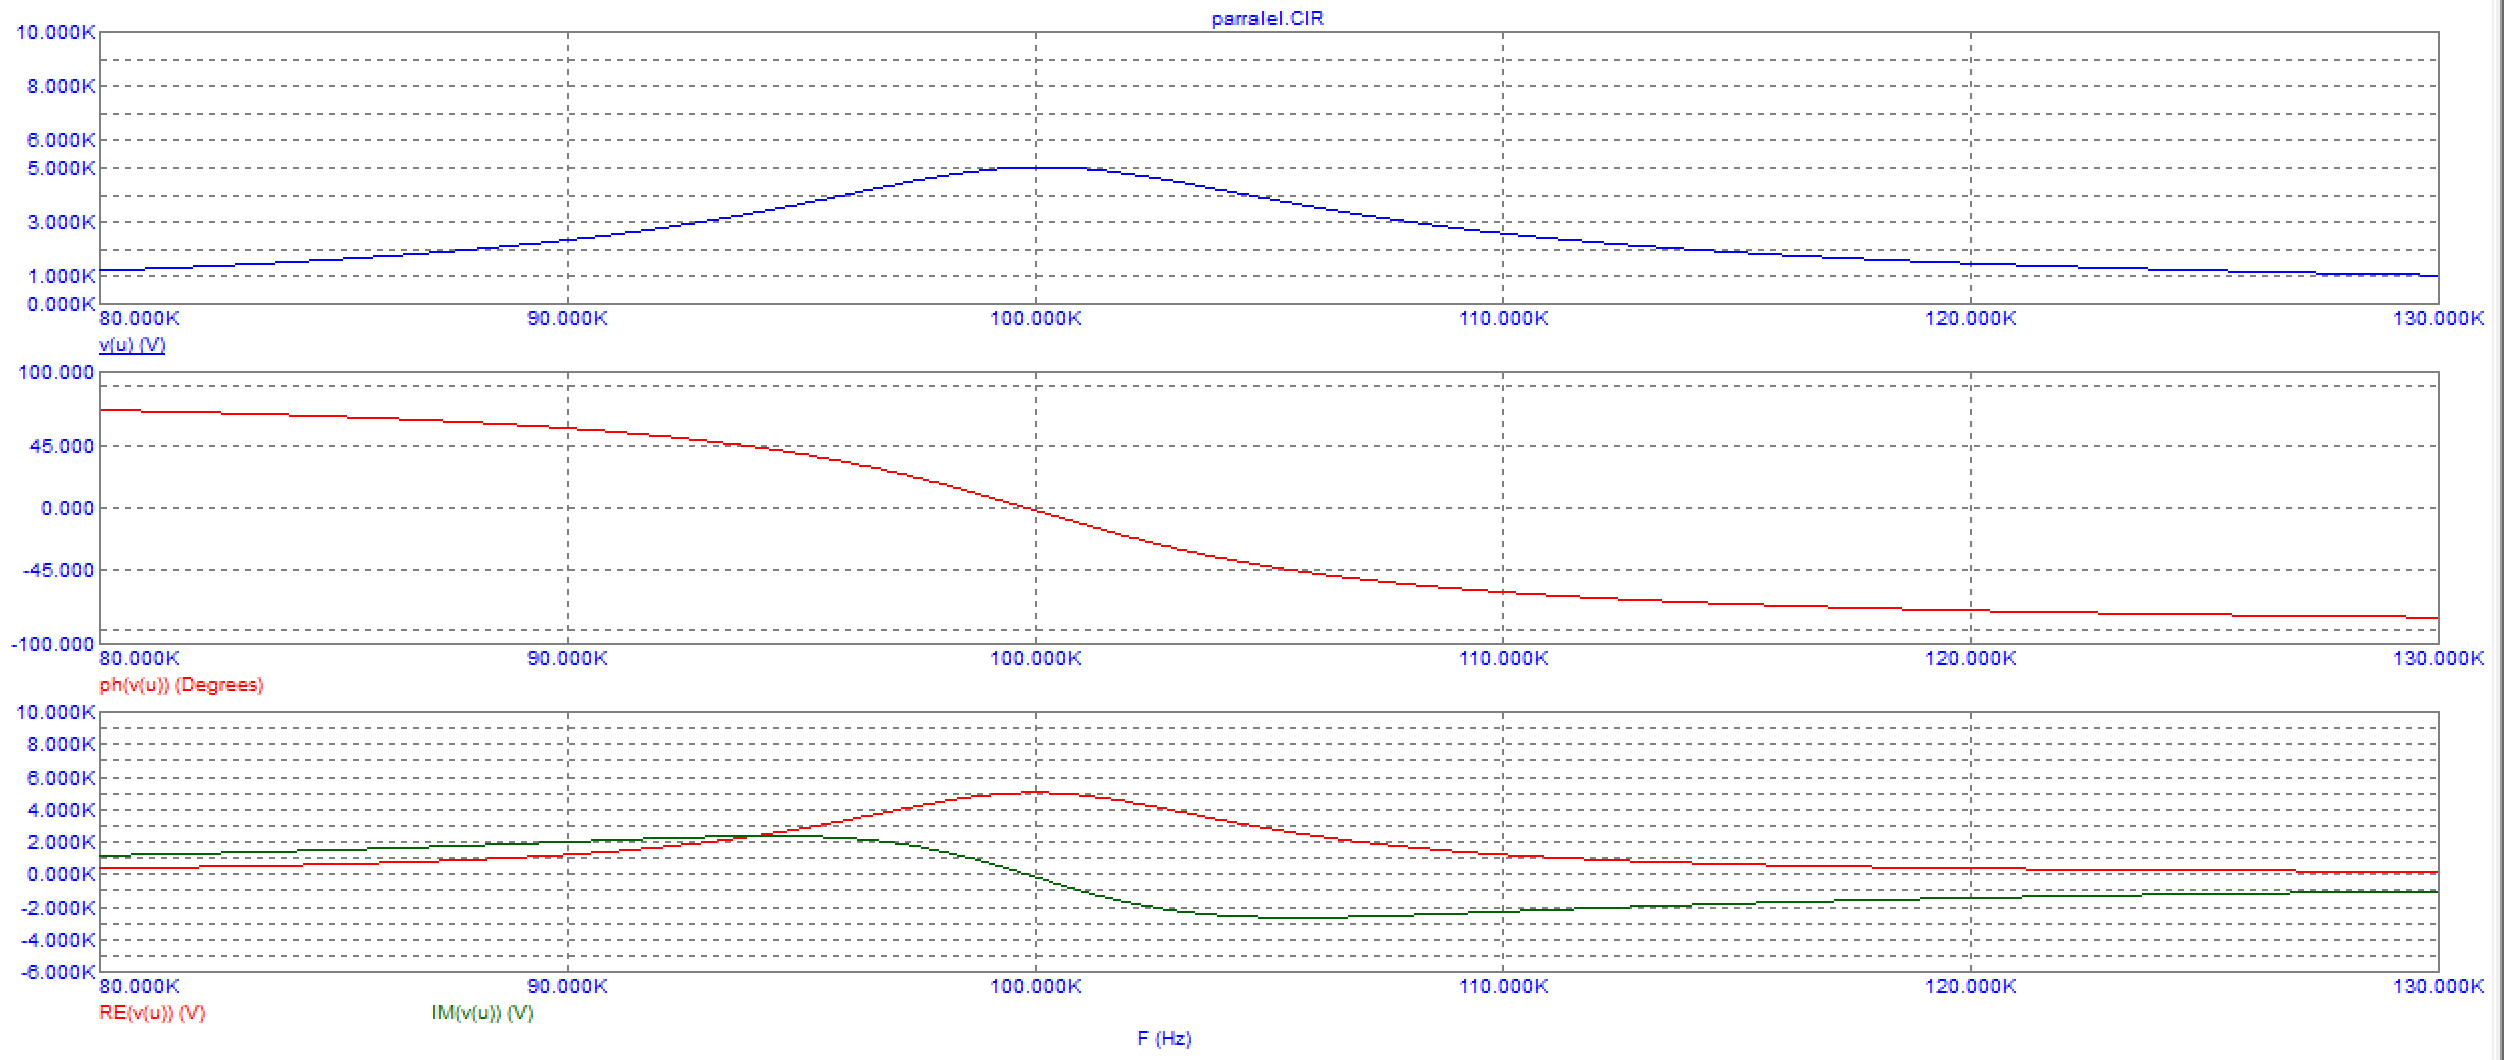 parralel.CIR
10.000K
8.000K
6.000K
5.000K
3.000K
1.000K
0.000K
80.000K 90.000K 100.000K 110.000K 120.000K 130.000K
v(u) (V)
100.000
45.000
0.000
-45.000
-100.000
80.000K 90.000K 100.000K 110.000K 120.000K 130.000K
ph(v(u)) (Degrees)
10.000K
8.000K
6.000K
4.000K
2.000K
0.000K
-2.000K
-4.000K
-6.000K
80.000K 90.000K 100.000K 110.000K 120.000K 130.000K
RE(v(u)) (V) IM(v(u)) (V)
F (Hz)